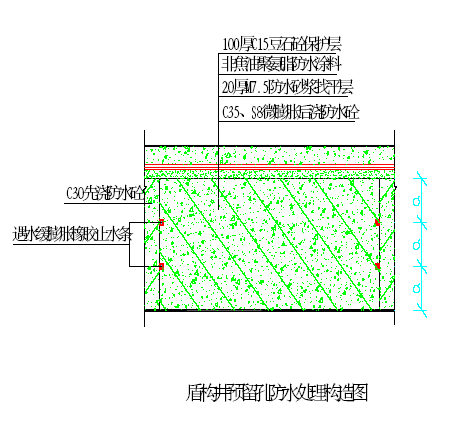 100厚C15豆石砼保护层
非焦油聚氨脂防水涂料
20厚M7.5防水砂浆找平层
C35、S8微膨胀后浇防水砼
C30先浇防水砼
遇水缓膨胀橡胶止水条
a
a
a
盾构井预留孔防水处理构造图